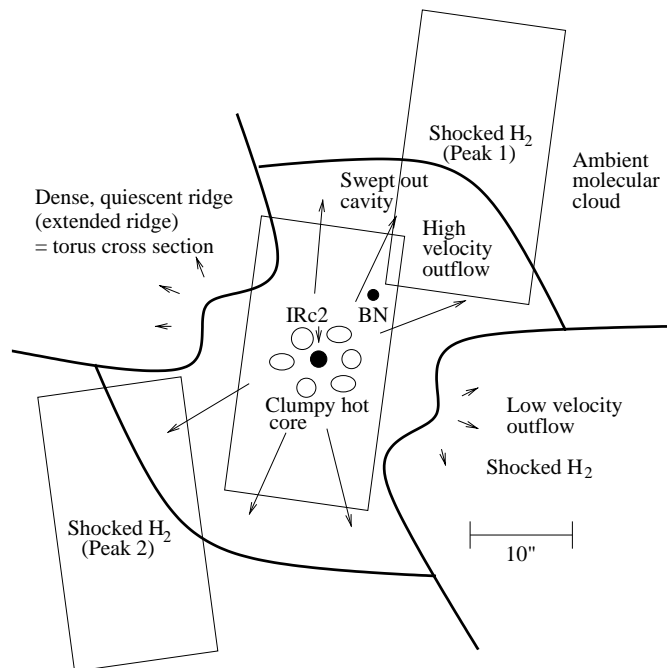 Shocked H2
(Peak 1)
Ambient
molecular
cloud
Swept out
cavity
Dense, quiescent ridge
(extended ridge)
= torus cross section
High
velocity
outflow
IRc2
BN
Clumpy hot
core
Low velocity
outflow
Shocked H2
Shocked H2
(Peak 2)
10"